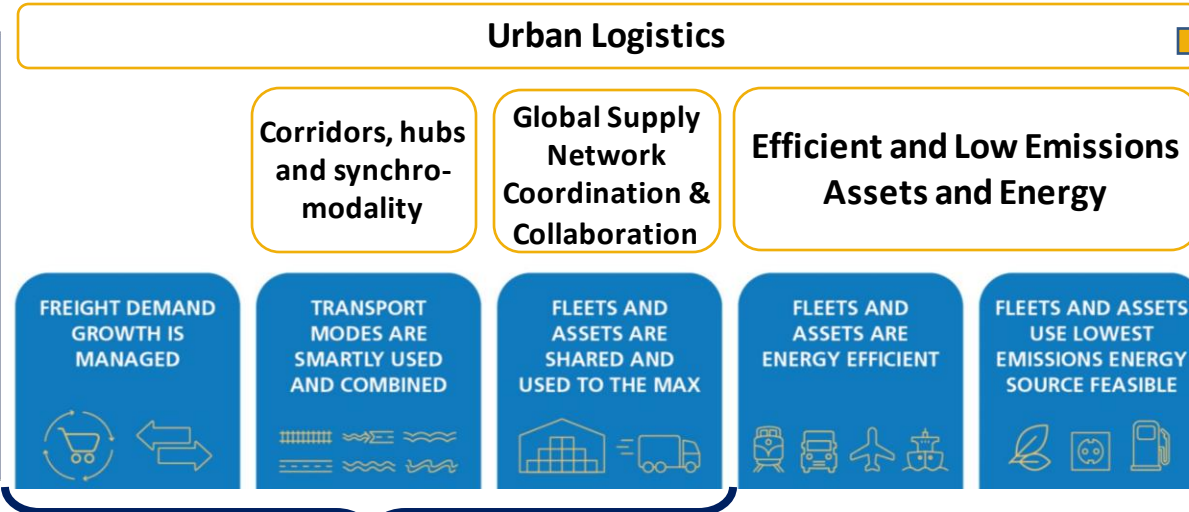 Urban Logistics
Corridors, hubs
and synchro-
modality
Global Supply
Network
Coordination &
Collaboration
Efficient and Low Emissions
Assets and Energy
FREIGHT DEMAND
GROWTH IS
MANAGED
TRANSPORT
MODES ARE
SMARTLY USED
AND COMBINED
FLEETS AND
ASSETS ARE
SHARED AND
USED TO THE MAX
FLEETS AND
ASSETS ARE
ENERGY EFFICIENT
FLEETS AND ASSETS
USE LOWEST
EMISSIONS ENERGY
SOURCE FEASIBLE